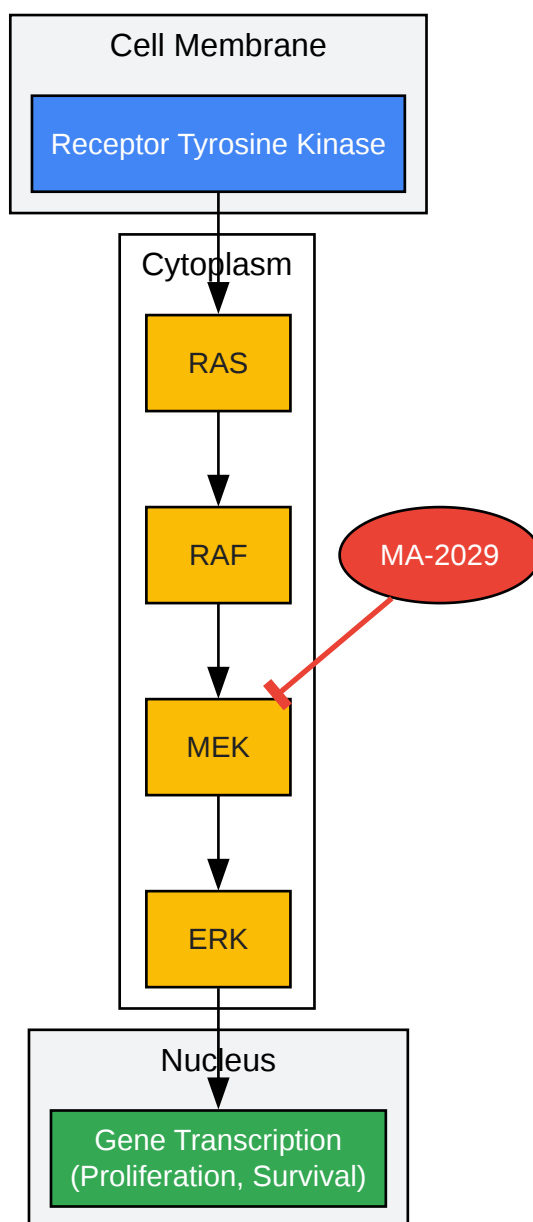 Cell Membrane
Receptor Tyrosine Kinase
Cytoplasm
RAS
RAF
MA-2029
MEK
ERK
Nucleus
Gene Transcription
(Proliferation, Survival)